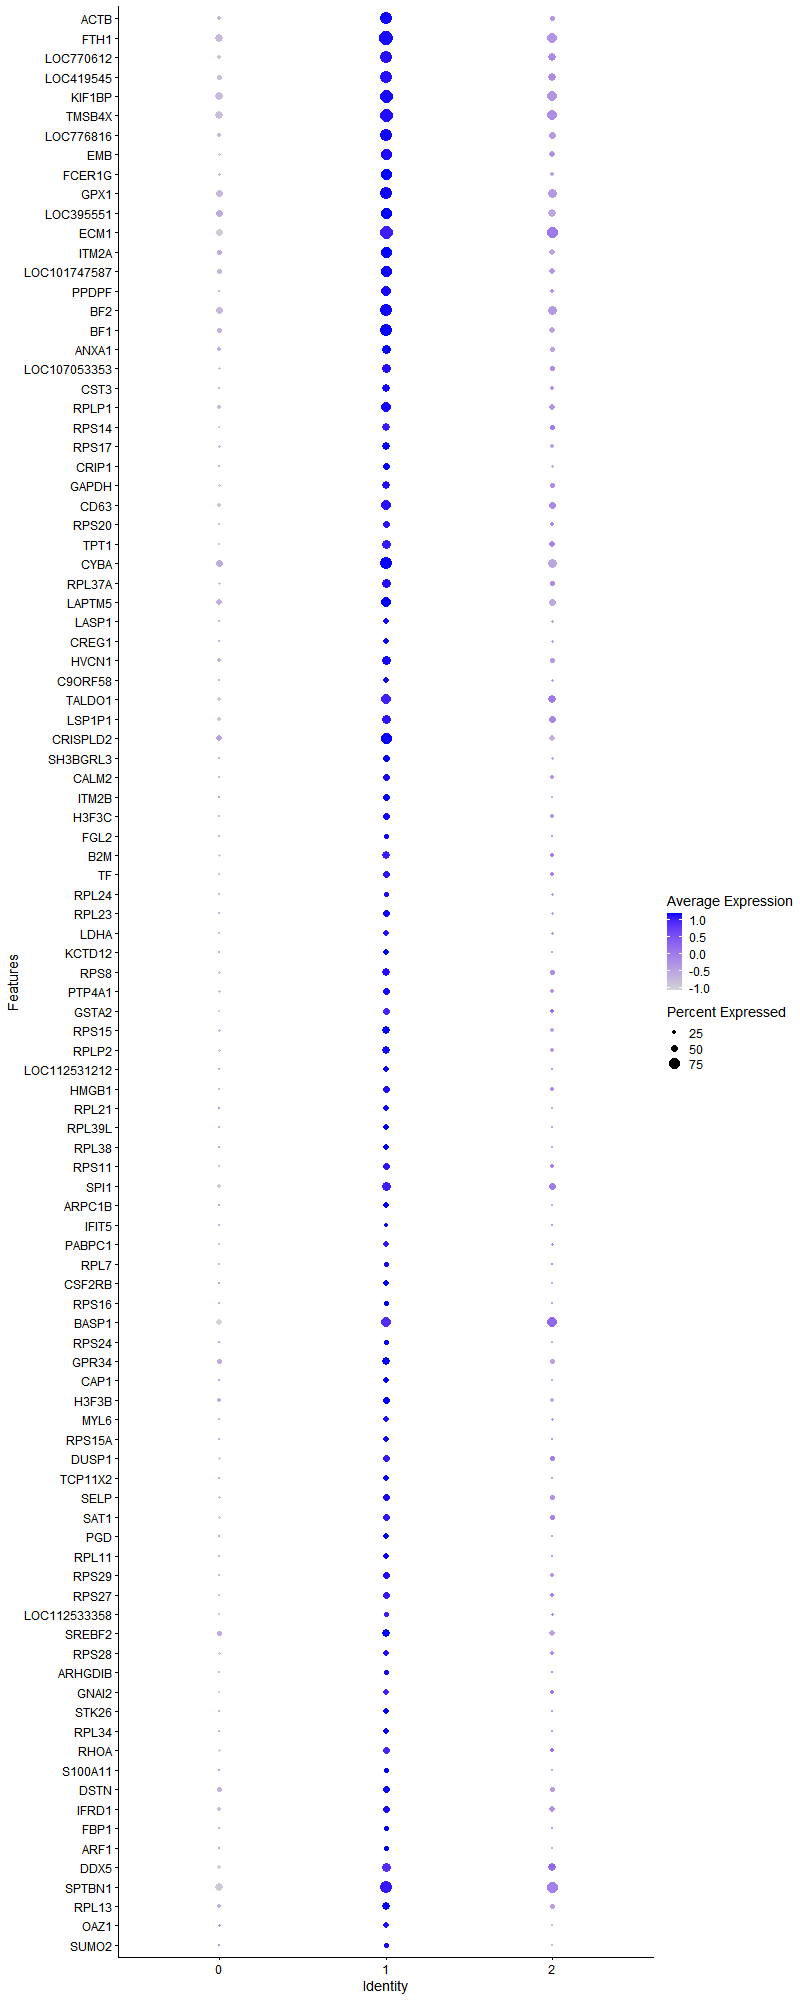 ACTB
FTH1
LOC770612
LOC419545
KIF1BP
TMSB4X
LOC776816
EMB
FCER1G
GPX1
LOC395551
ECM1
ITM2A
LOC101747587
PPDPF
BF2
BF1
ANXA1
LOC107053353
CST3
RPLP1
RPS14
RPS17
CRIP1
GAPDH
CD63
RPS20
TPT1
CYBA
RPL37A
LAPTM5
LASP1
CREG1
HVCN1
C9ORF58
TALDO1
LSP1P1
CRISPLD2
SH3BGRL3
CALM2
ITM2B
H3F3C
FGL2
B2M
TF
RPL24
RPL23
LDHA
KCTD12
RPS8
PTP4A1
GSTA2
RPS15
RPLP2
LOC112531212
HMGB1
RPL21
RPL39L
RPL38
RPS11
SPI1
ARPC1B
IFIT5
PABPC1
RPL7
CSF2RB
RPS16
BASP1
RPS24
GPR34
CAP1
H3F3B
MYL6
RPS15A
DUSP1
TCP11X2
SELP
SAT1
PGD
RPL11
RPS29
RPS27
LOC112533358
SREBF2
RPS28
ARHGDIB
GNAI2
STK26
RPL34
RHOA
S100A11
DSTN
IFRD1
FBP1
ARF1
DDX5
SPTBN1
RPL13
OAZ1
SUMO2
Features
0 1 2
Identity
Average Expression
1.0
0.5
0.0
-0.5
-1.0
Percent Expressed
25
50
75